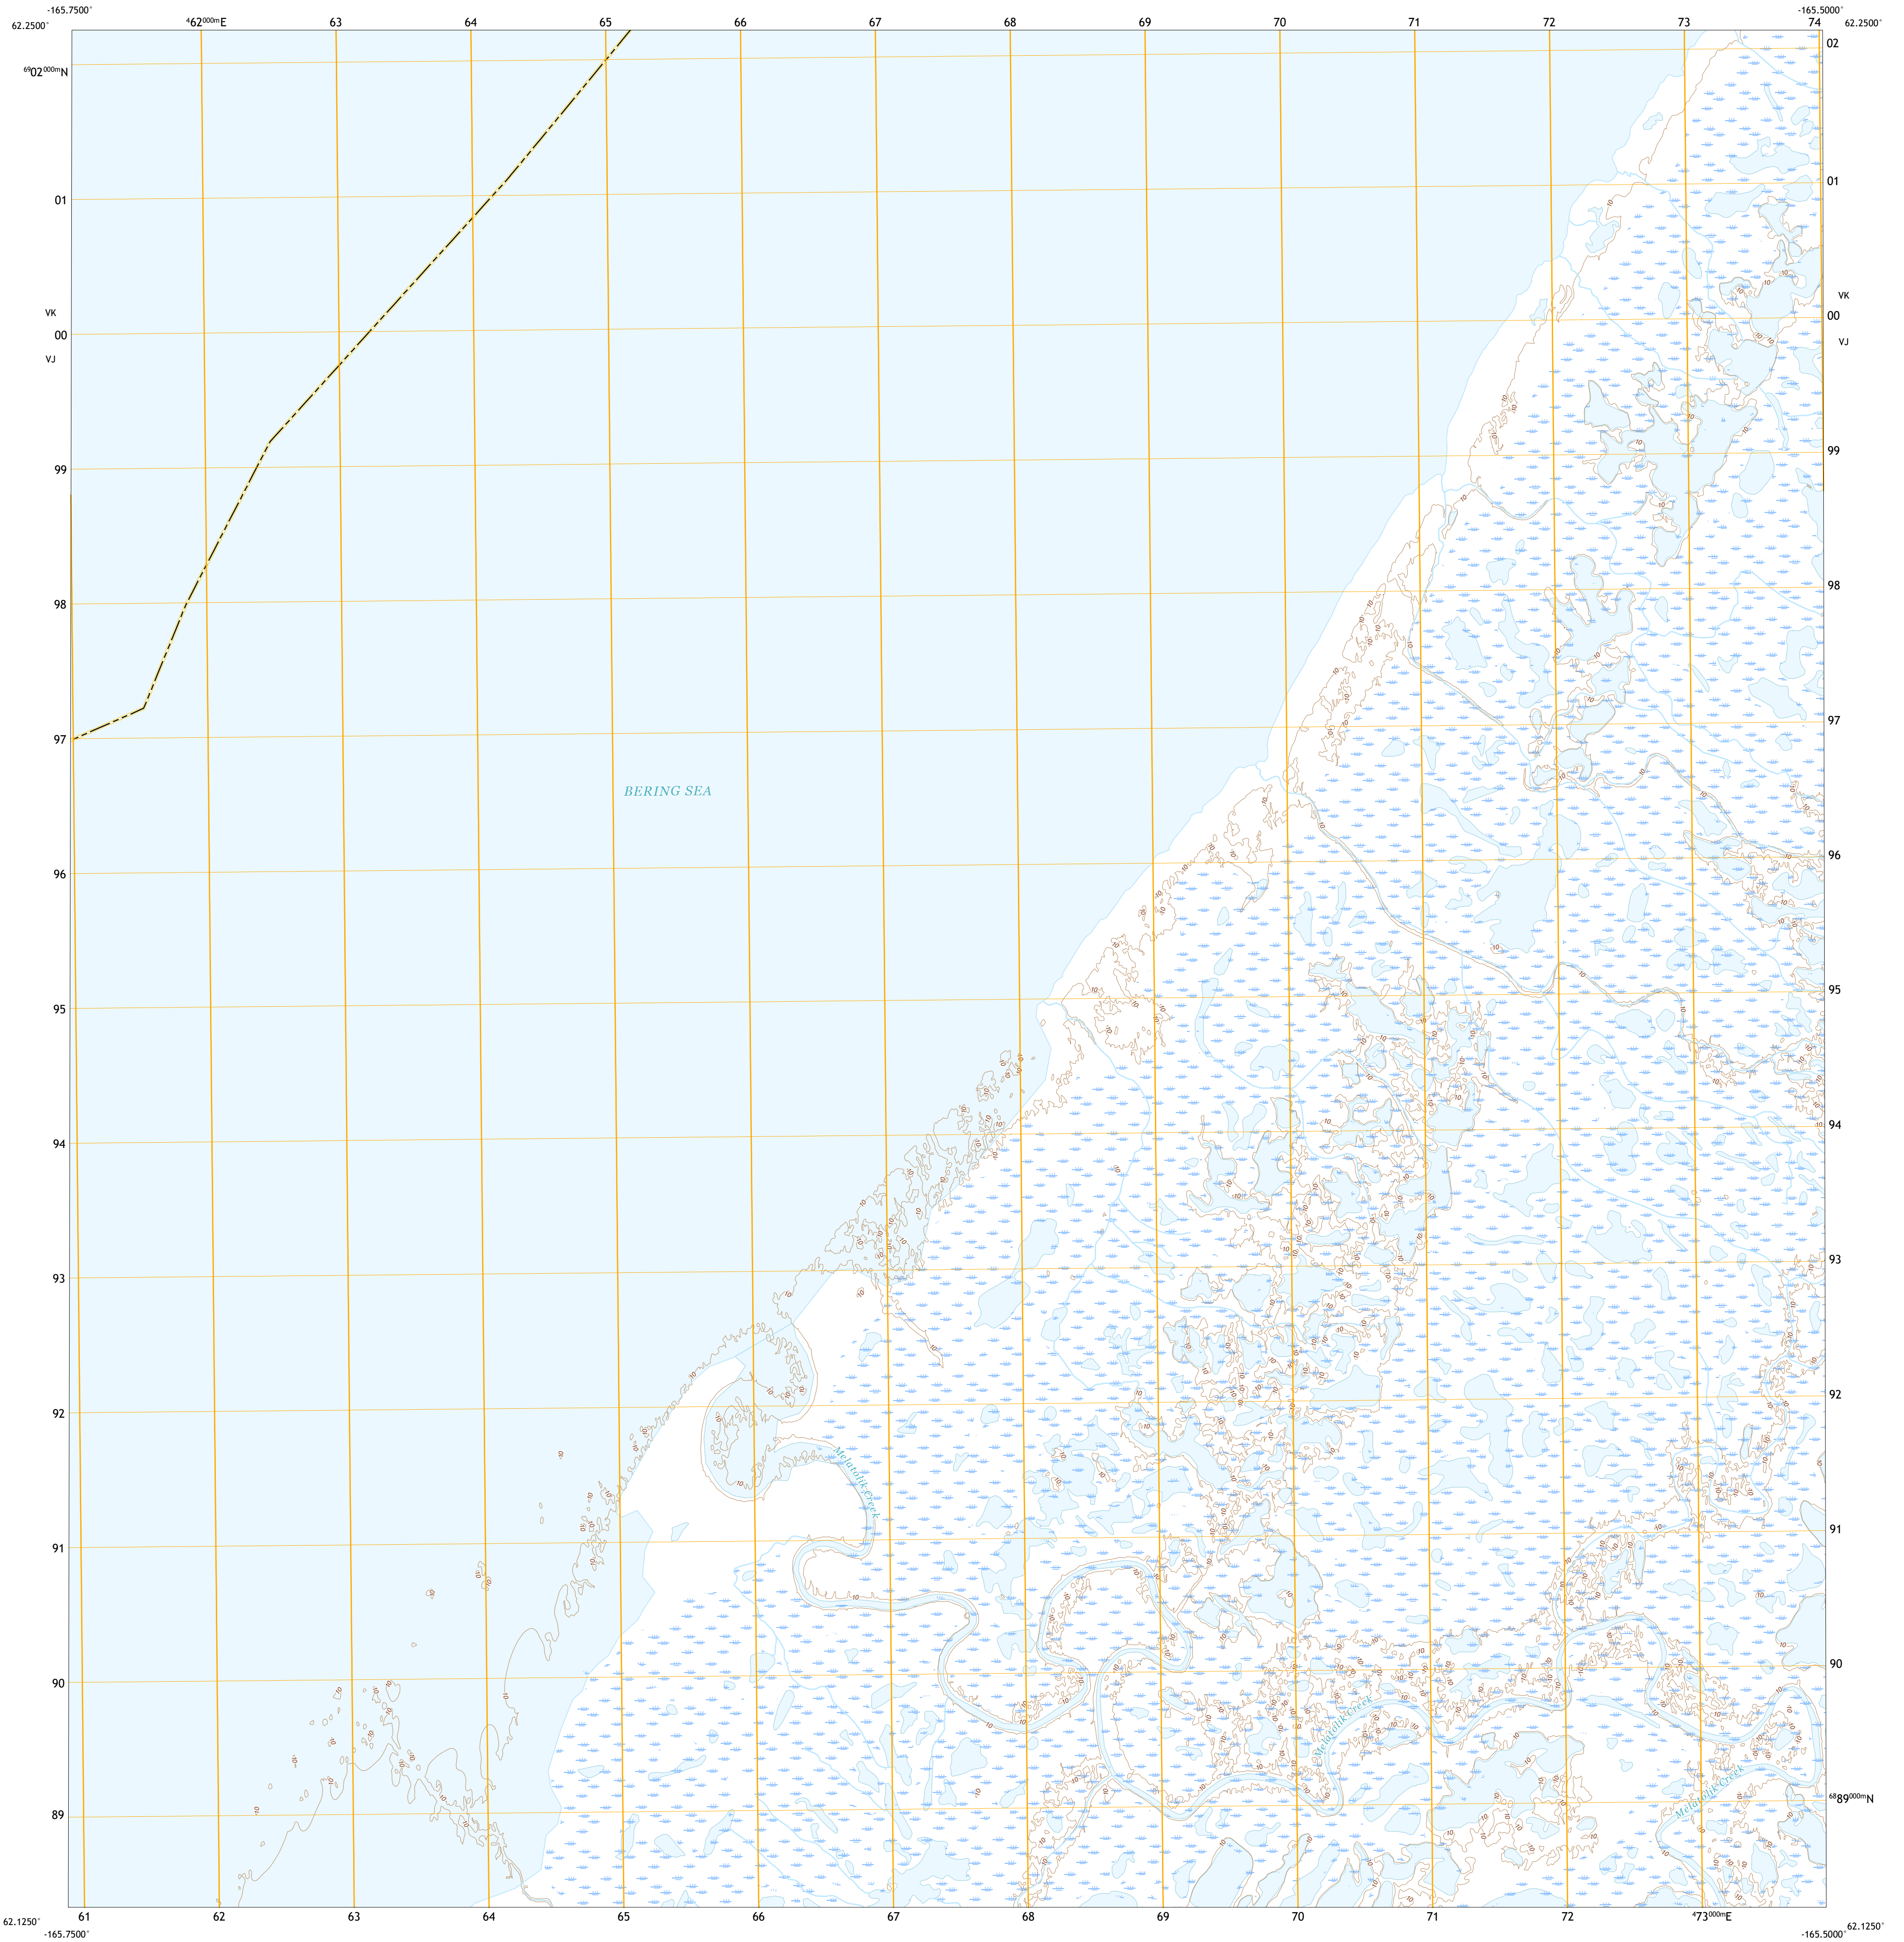 -165.7500° -165.5000°
62.2500° ⁴62⁰⁰⁰ᵐE 63 64 65 66 67 68 69 70 71 72 73 74 62.2500°
02
⁶⁹02⁰⁰⁰ᵐN
01 01
VK VK
00 00
VJ VJ
99 99
98 98
97 97
BERING SEA
96 96
95 95
94 94
93 93
92 92
Melatolik Creek
91 91
90 90
Melatolik Creek
Melatolik Creek
89 ⁶⁸89⁰⁰⁰ᵐN
61 62 63 64 65 66 67 68 69 70 71 72 ⁴73⁰⁰⁰ᵐE
62.1250° 62.1250°
-165.7500° -165.5000°